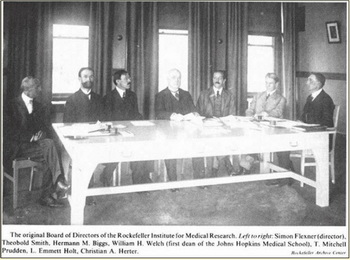 The original Board of Directors of the Rockefeller Institute for Medical Research. Left to right: Simon Flexner (director),
Theobold Smith, Hermann M. Biggs, William H. Welch (first dean of the Johns Hopkins Medical School), T. Mitchell
Prudden, L. Emmett Holt, Christian A. Herter.
Rockefeller Archive Center